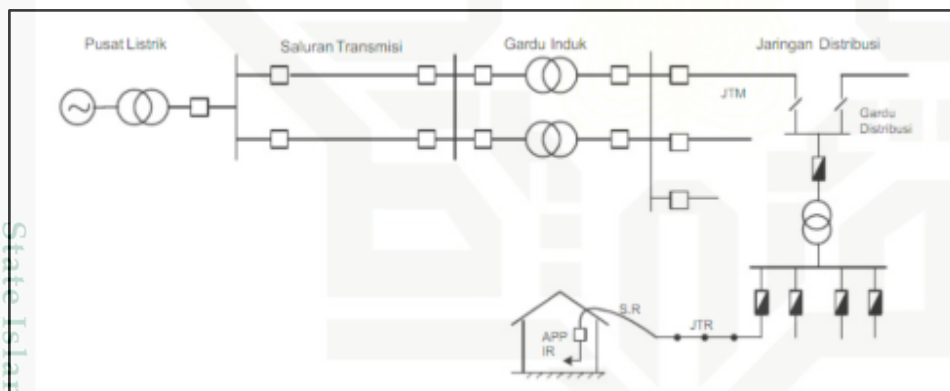 Pusat Listrik
Saluran Transmisi
Gardu Induk
Jaringan Distribusi
JTM
Gardu
Distribusi
S.R
JTR
APP
IR
State Islam